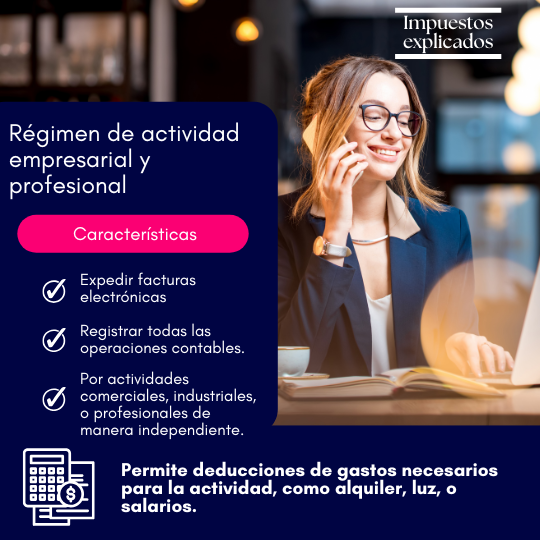 Impuestos
explicados
Régimen de actividad
empresarial y
profesional
Características
Expedir facturas
electrónicas
Registrar todas las
operaciones contables.
Por actividades
comerciales, industriales,
o profesionales de
manera independiente.
$
Permite deducciones de gastos necesarios
para la actividad, como alquiler, luz, o
salarios.